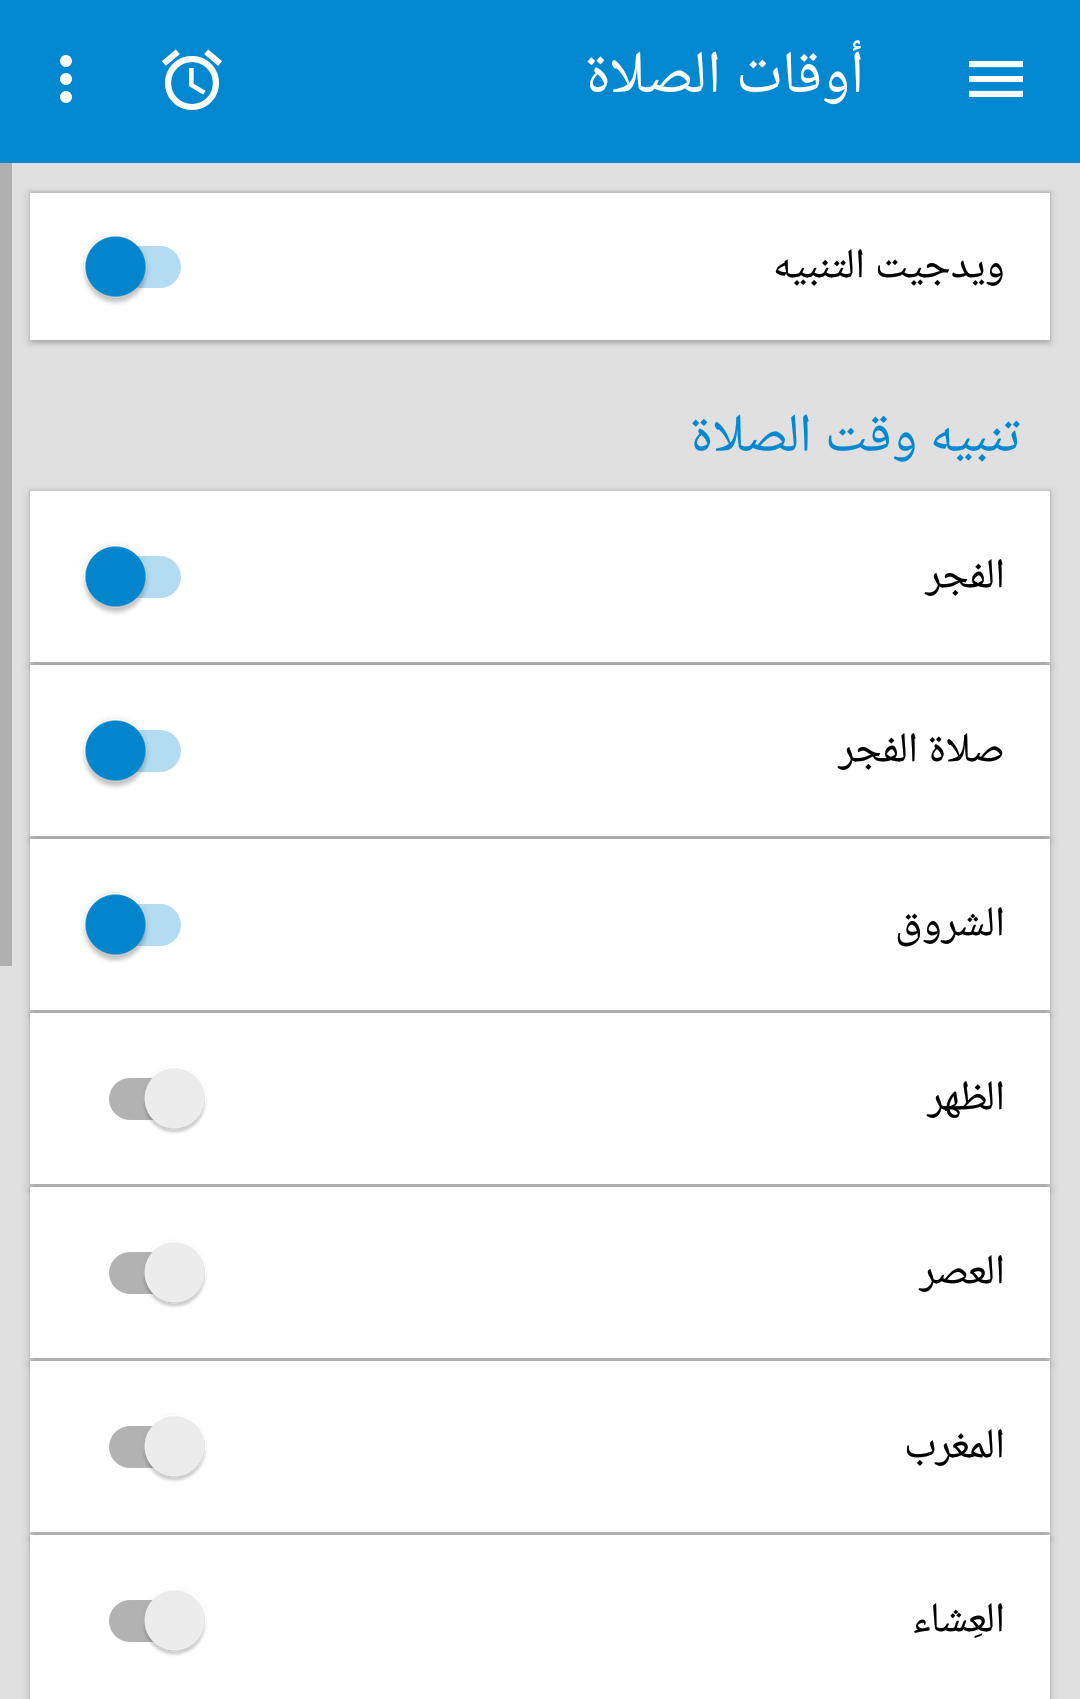 أوقات الصلاة
ويدجيت التنبيه
تنبيه وقت الصلاة
الفجر
صلاة الفجر
الشروق
الظهر
العصر
المغرب
العِشاء